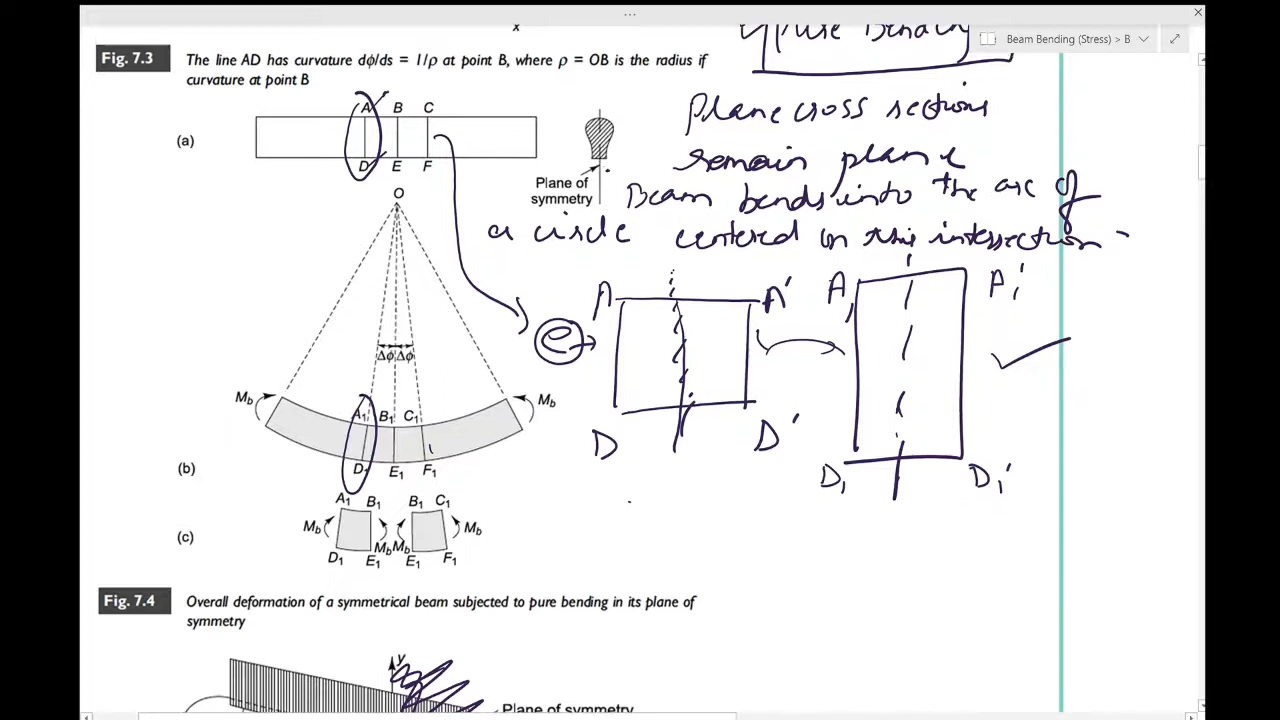 x
Pure Bending
Beam Bending (Stress) > B
Fig. 7.3
The line AD has curvature dϕ/ds = 1/ρ at point B, where ρ = OB is the radius if
curvature at point B
Plane cross sections
remain plane
Beam bends into the arc of
a circle centered on this intersection
A B C
(a)
D E F
Plane of
symmetry
O
A A'
A1 A1'
e
Δϕ Δϕ
Mb Mb
A1 B1 C1
D D'
D1 D1'
(b)
D1 E1 F1
A1 B1 B1 C1
(c)
Mb Mb Mb Mb
D1 E1 E1 F1
Fig. 7.4
Overall deformation of a symmetrical beam subjected to pure bending in its plane of
symmetry
y
Plane of symmetry